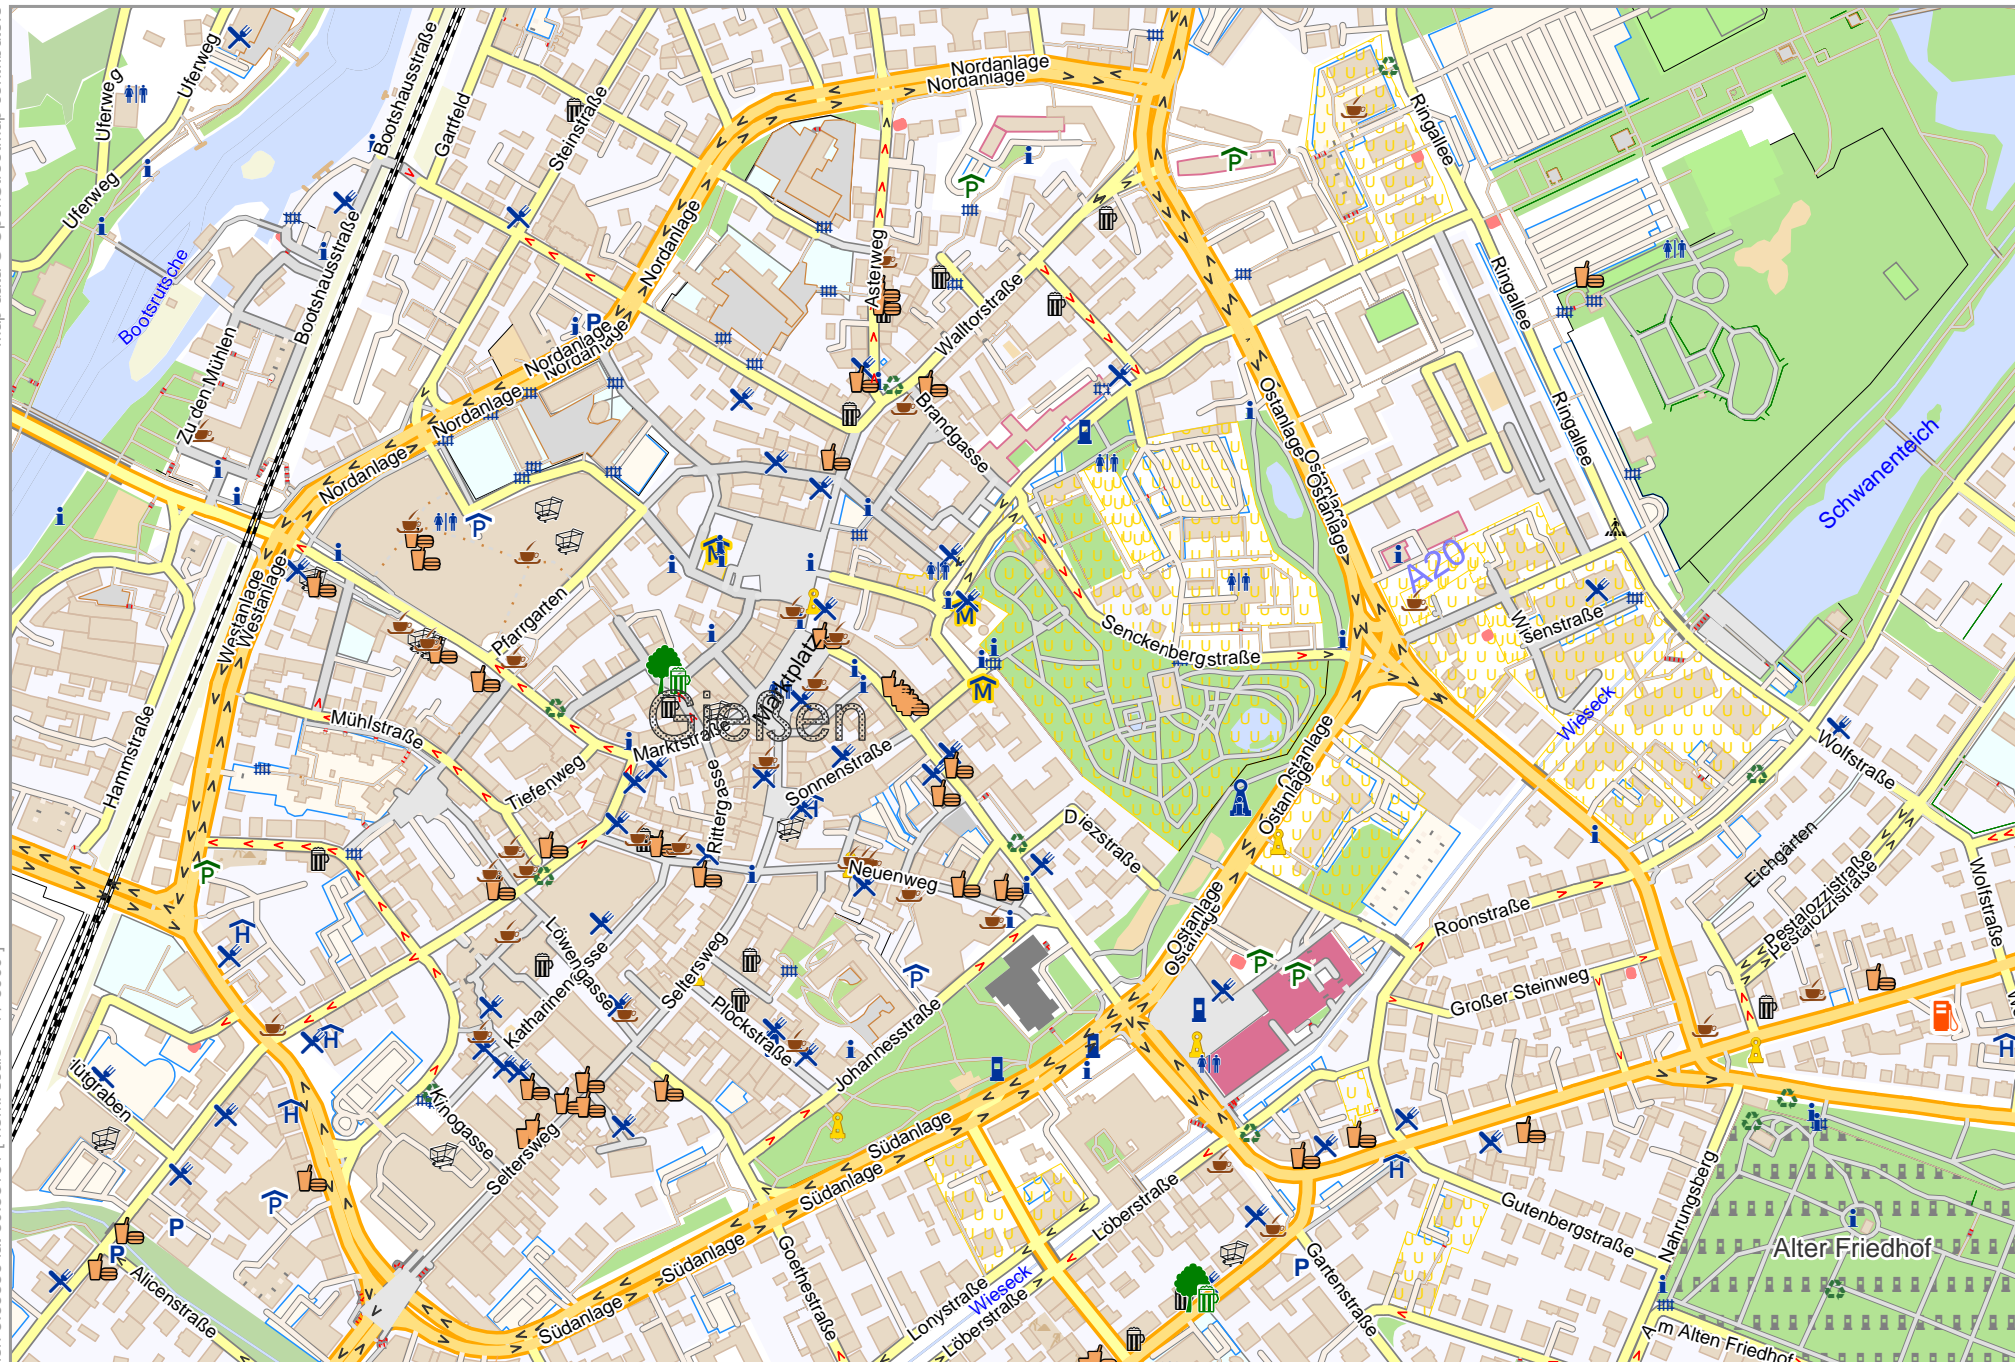 Nordanlage
Nordanlage
Uferweg
Uferweg
Bootshausstraße
Gartfeld
Steinstraße
Ringallee
Uferweg
Nordanlage
Asterweg
Walltorstraße
Bootsrutsche
Bootshausstraße
Zu den Mühlen
Nordanlage
Nordanlage
Nordanlage
Nordanlage
Brandgasse
Ostanlage
Ostanlage
Ostanlage
Ringallee
Ringallee
Schwanenteich
A20
Westanlage
Westanlage
Pfarrgarten
Senckenbergstraße
Marktplatz
Gießen
Wieseck
Hammstraße
Mühlstraße
Marktstraße
Tiefenweg
Rittergasse
Sonnenstraße
Diezstraße
Ostanlage
Ostanlage
Wolfstraße
Wolfstraße
Neuenweg
Eichgärten
Pestalozzistraße
Pestalozzistraße
Roonstraße
Ostanlage
Ostanlage
Großer Steinweg
Löwengasse
Katharinengasse
Seltersweg
Plockstraße
Johannesstraße
Kinogasse
Seltersweg
Südanlage
Südanlage
Südanlage
Südanlage
Löberstraße
Goethestraße
Lonystraße
Wieseck
Löberstraße
Gartenstraße
Gutenbergstraße
Nahrungsberg
Alter Friedhof
Alicenstraße
m Alten Friedhof